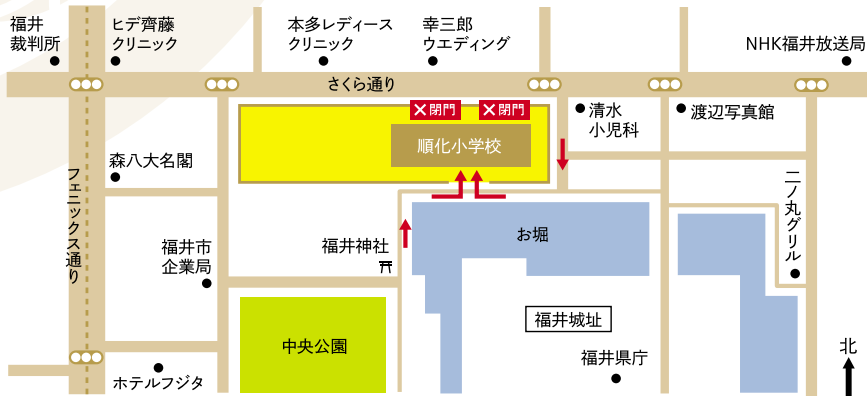 福井
裁判所
ヒデ齊藤
クリニック
本多レディース
クリニック
幸三郎
ウエディング
NHK福井放送局
さくら通り
閉門
閉門
清水
小児科
渡辺写真館
順化小学校
森八大名閣
フェニックス通り
二ノ丸グリル
お堀
福井神社
福井市
企業局
福井城址
中央公園
福井県庁
北
ホテルフジタ